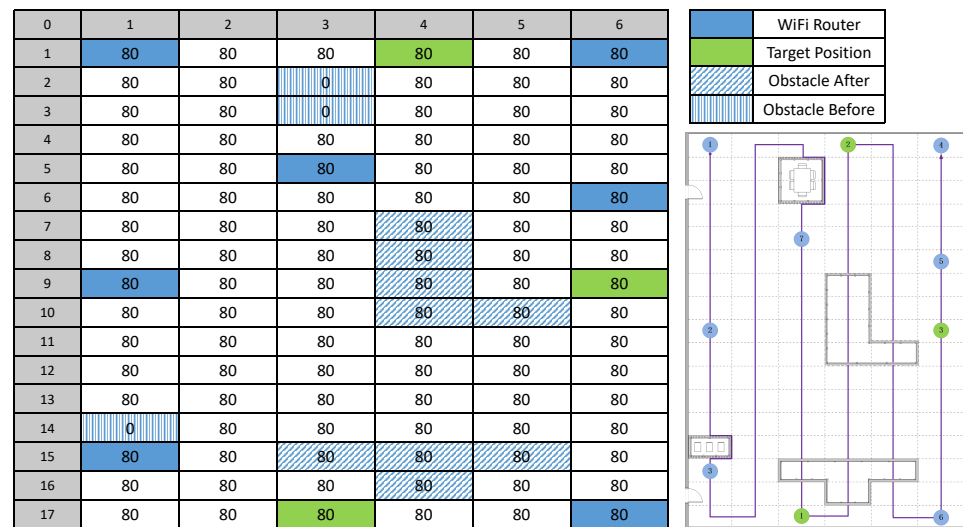 0 1 2 3 4 5 6
1 80 80 80 80 80 80
2 80 80 0 80 80 80
3 80 80 0 80 80 80
4 80 80 80 80 80 80
5 80 80 80 80 80 80
6 80 80 80 80 80 80
7 80 80 80 80 80 80
8 80 80 80 80 80 80
9 80 80 80 80 80 80
10 80 80 80 80 80 80
11 80 80 80 80 80 80
12 80 80 80 80 80 80
13 80 80 80 80 80 80
14 0 80 80 80 80 80
15 80 80 80 80 80 80
16 80 80 80 80 80 80
17 80 80 80 80 80 80
WiFi Router
Target Position
Obstacle After
Obstacle Before
1 2 4
7
5
2 3
3
1 6